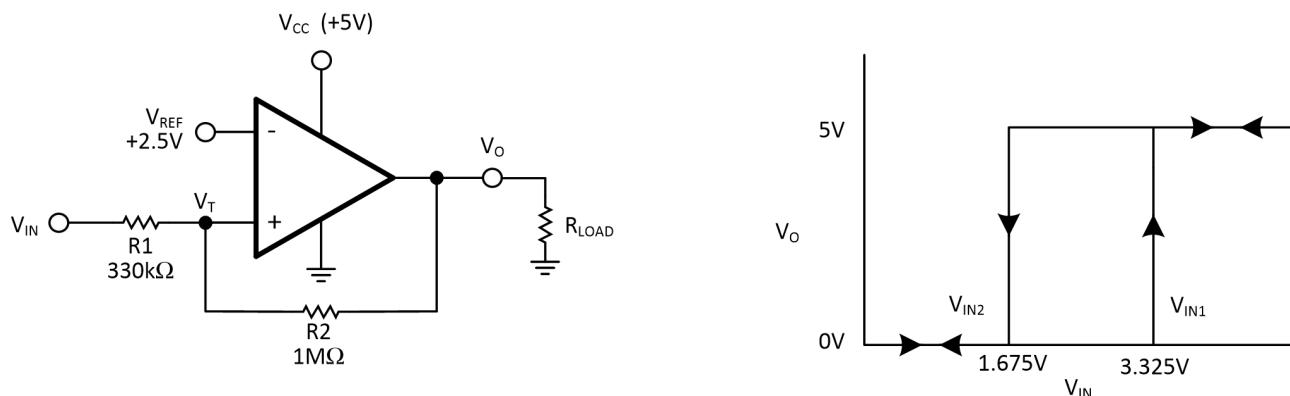 VCC (+5V)
VREF
+2.5V
-
VO
VT
VIN
+
R1
330kΩ
RLOAD
R2
1MΩ
5V
VO
VIN2
VIN1
0V
1.675V
3.325V
VIN